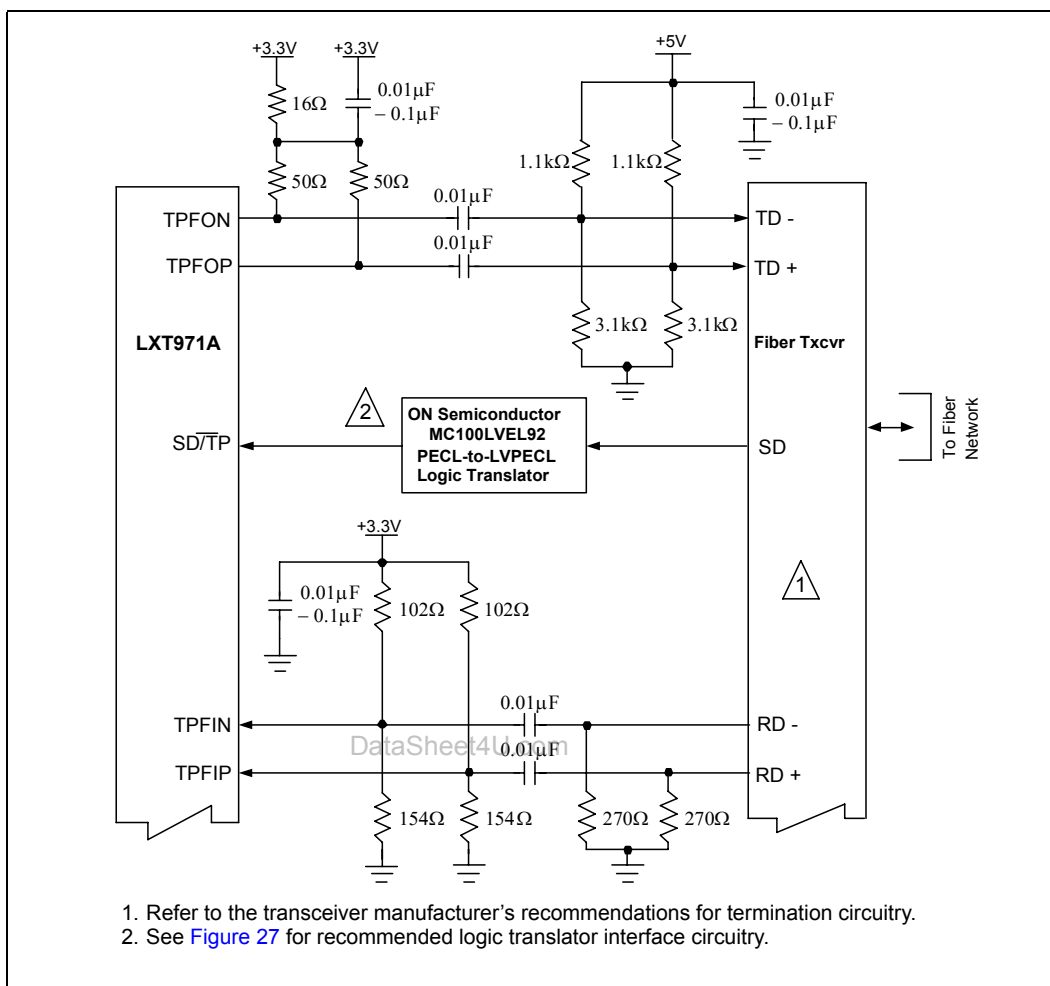 +3.3V
+3.3V
+5V
16Ω
0.01µF
– 0.1µF
0.01µF
– 0.1µF
1.1kΩ
1.1kΩ
50Ω
50Ω
0.01µF
TPFON
TD -
0.01µF
TPFOP
TD +
3.1kΩ
3.1kΩ
LXT971A
Fiber Txcvr
2
ON Semiconductor
MC100LVEL92
PECL-to-LVPECL
Logic Translator
SD/T̅P̅
SD
To Fiber
Network
+3.3V
0.01µF
– 0.1µF
102Ω
102Ω
1
0.01µF
TPFIN
RD -
DataSheet4U.com
0.01µF
TPFIP
RD +
154Ω
154Ω
270Ω
270Ω
1. Refer to the transceiver manufacturer’s recommendations for termination circuitry.
2. See Figure 27 for recommended logic translator interface circuitry.